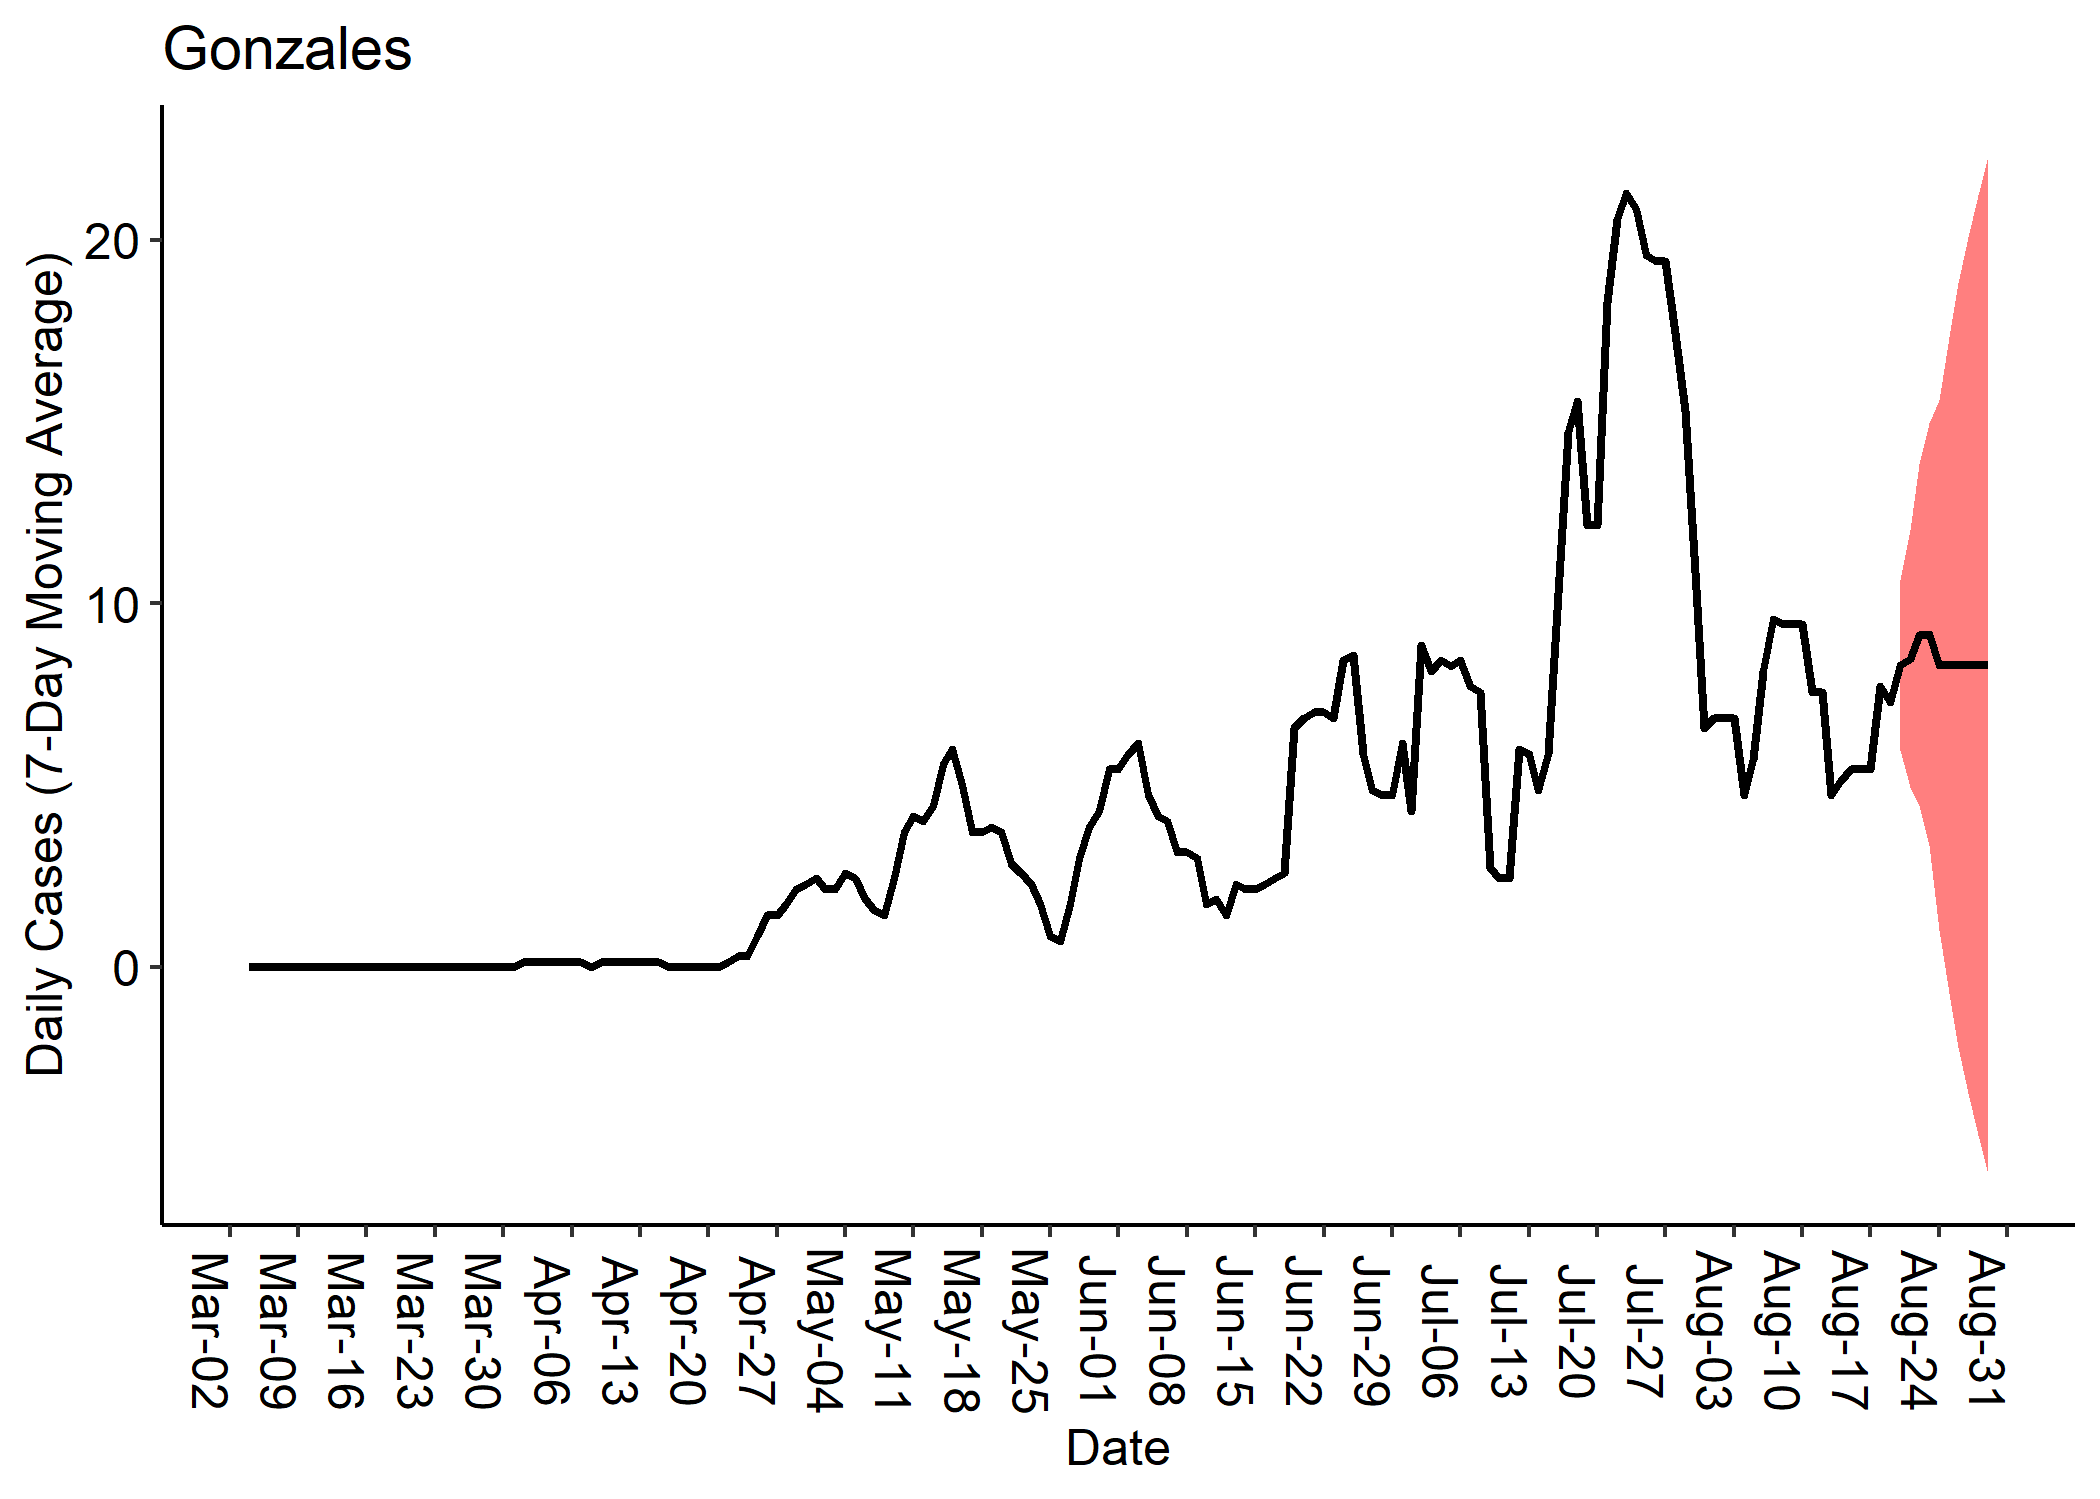 Gonzales
Daily Cases (7-Day Moving Average)
20
10
0
Mar-02
Mar-09
Mar-16
Mar-23
Mar-30
Apr-06
Apr-13
Apr-20
Apr-27
May-04
May-11
May-18
May-25
Jun-01
Jun-08
Jun-15
Jun-22
Jun-29
Jul-06
Jul-13
Jul-20
Jul-27
Aug-03
Aug-10
Aug-17
Aug-24
Aug-31
Date